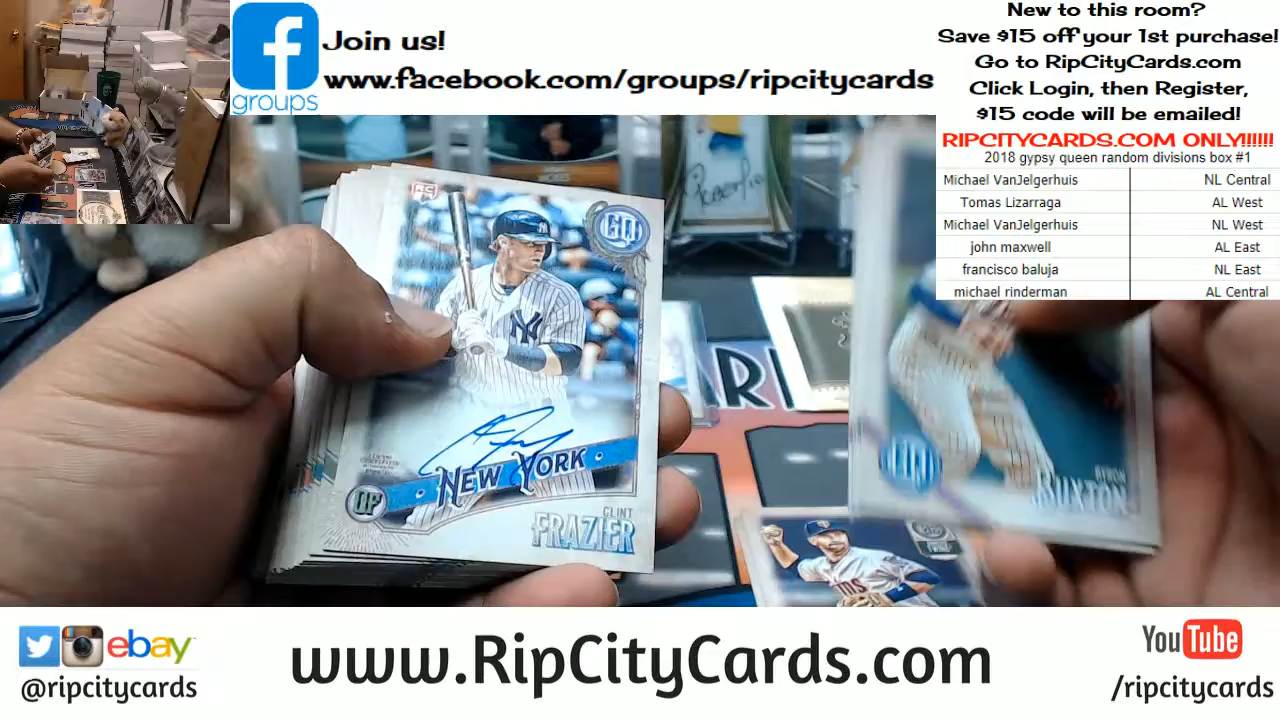 f
groups
Join us!
www.facebook.com/groups/ripcitycards
New to this room?
Save $15 off your 1st purchase!
Go to RipCityCards.com
Click Login, then Register,
$15 code will be emailed!
RIPCITYCARDS.COM ONLY!!!!!!
2018 gypsy queen random divisions box #1
Michael VanJelgerhuis NL Central
Tomas Lizarraga AL West
Michael VanJelgerhuis NL West
john maxwell AL East
francisco baluja NL East
michael rinderman AL Central
RC
GQ
NY
NEW YORK
OF
CLINT
FRAZIER
BYRON
BUXTON
ebay
@ripcitycards
www.RipCityCards.com
YouTube
/ripcitycards